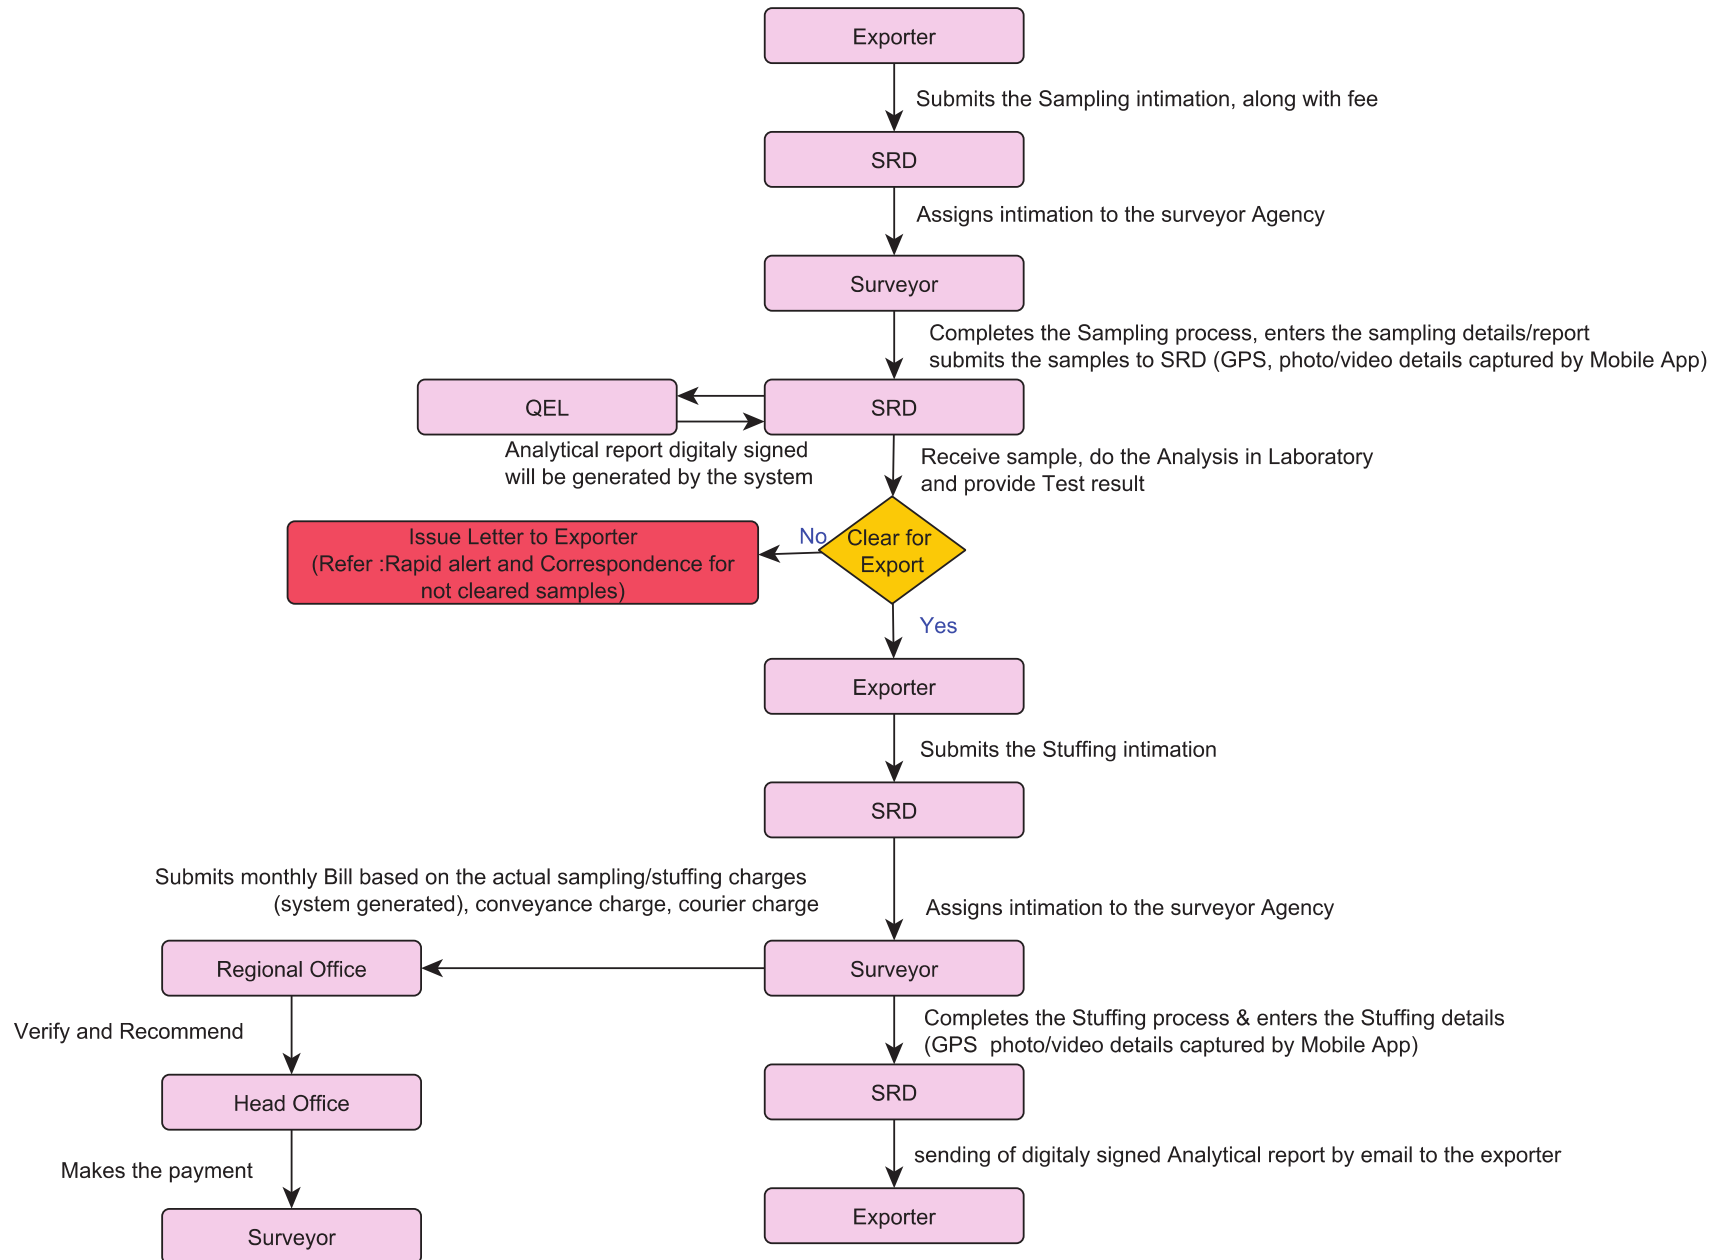 Exporter
Submits the Sampling intimation, along with fee
SRD
Assigns intimation to the surveyor Agency
Surveyor
Completes the Sampling process, enters the sampling details/report
submits the samples to SRD (GPS, photo/video details captured by Mobile App)
QEL
SRD
Analytical report digitaly signed
will be generated by the system
Receive sample, do the Analysis in Laboratory
and provide Test result
No
Clear for
Export
Issue Letter to Exporter
(Refer :Rapid alert and Correspondence for
not cleared samples)
Yes
Exporter
Submits the Stuffing intimation
SRD
Submits monthly Bill based on the actual sampling/stuffing charges
(system generated), conveyance charge, courier charge
Assigns intimation to the surveyor Agency
Regional Office
Surveyor
Verify and Recommend
Completes the Stuffing process & enters the Stuffing details
(GPS  photo/video details captured by Mobile App)
Head Office
SRD
Makes the payment
sending of digitaly signed Analytical report by email to the exporter
Surveyor
Exporter